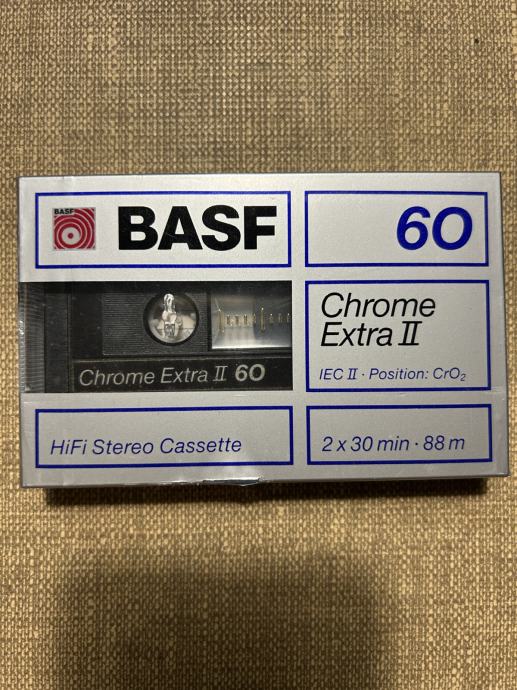 BASF
BASF
60
Chrome
Extra II
IEC II · Position: CrO₂
Chrome Extra II 60
HiFi Stereo Cassette
2 x 30 min · 88 m